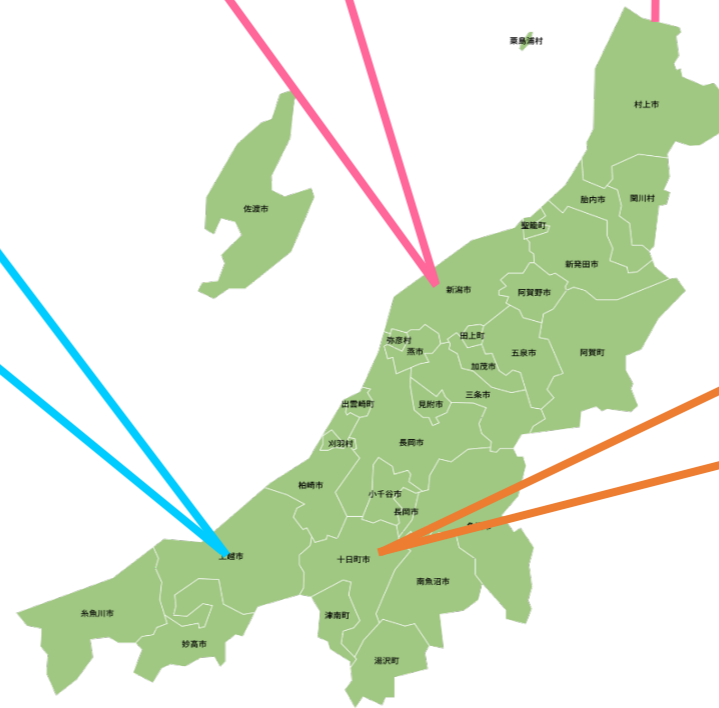 粟島浦村
村上市
関川村
胎内市
佐渡市
聖籠町
新発田市
新潟市
阿賀野市
田上町
弥彦村
燕市
五泉市
阿賀町
加茂市
三条市
出雲崎町
見附市
刈羽村
長岡市
柏崎市
小千谷市
長岡市
上越市
十日町市
南魚沼市
糸魚川市
津南町
妙高市
湯沢町